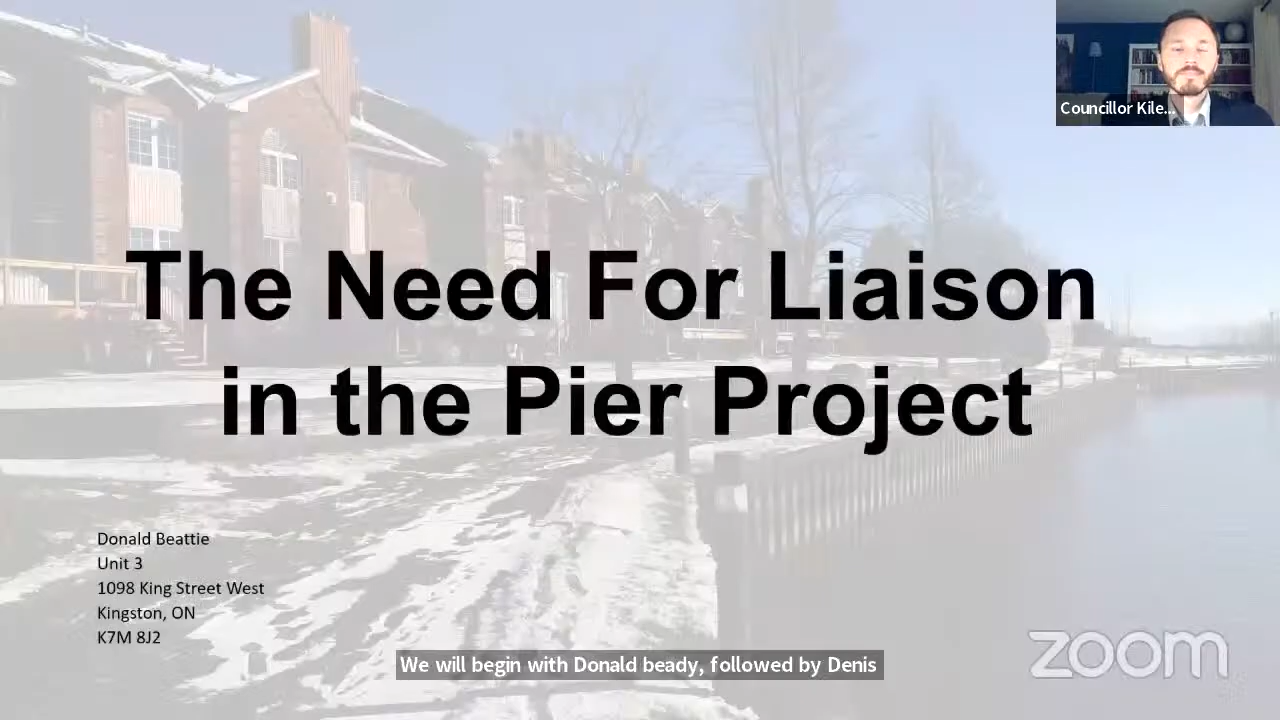 Councillor Kile...
The Need For Liaison
in the Pier Project
Donald Beattie
Unit 3
1098 King Street West
Kingston, ON
K7M 8J2
We will begin with Donald beady, followed by Denis
zoom